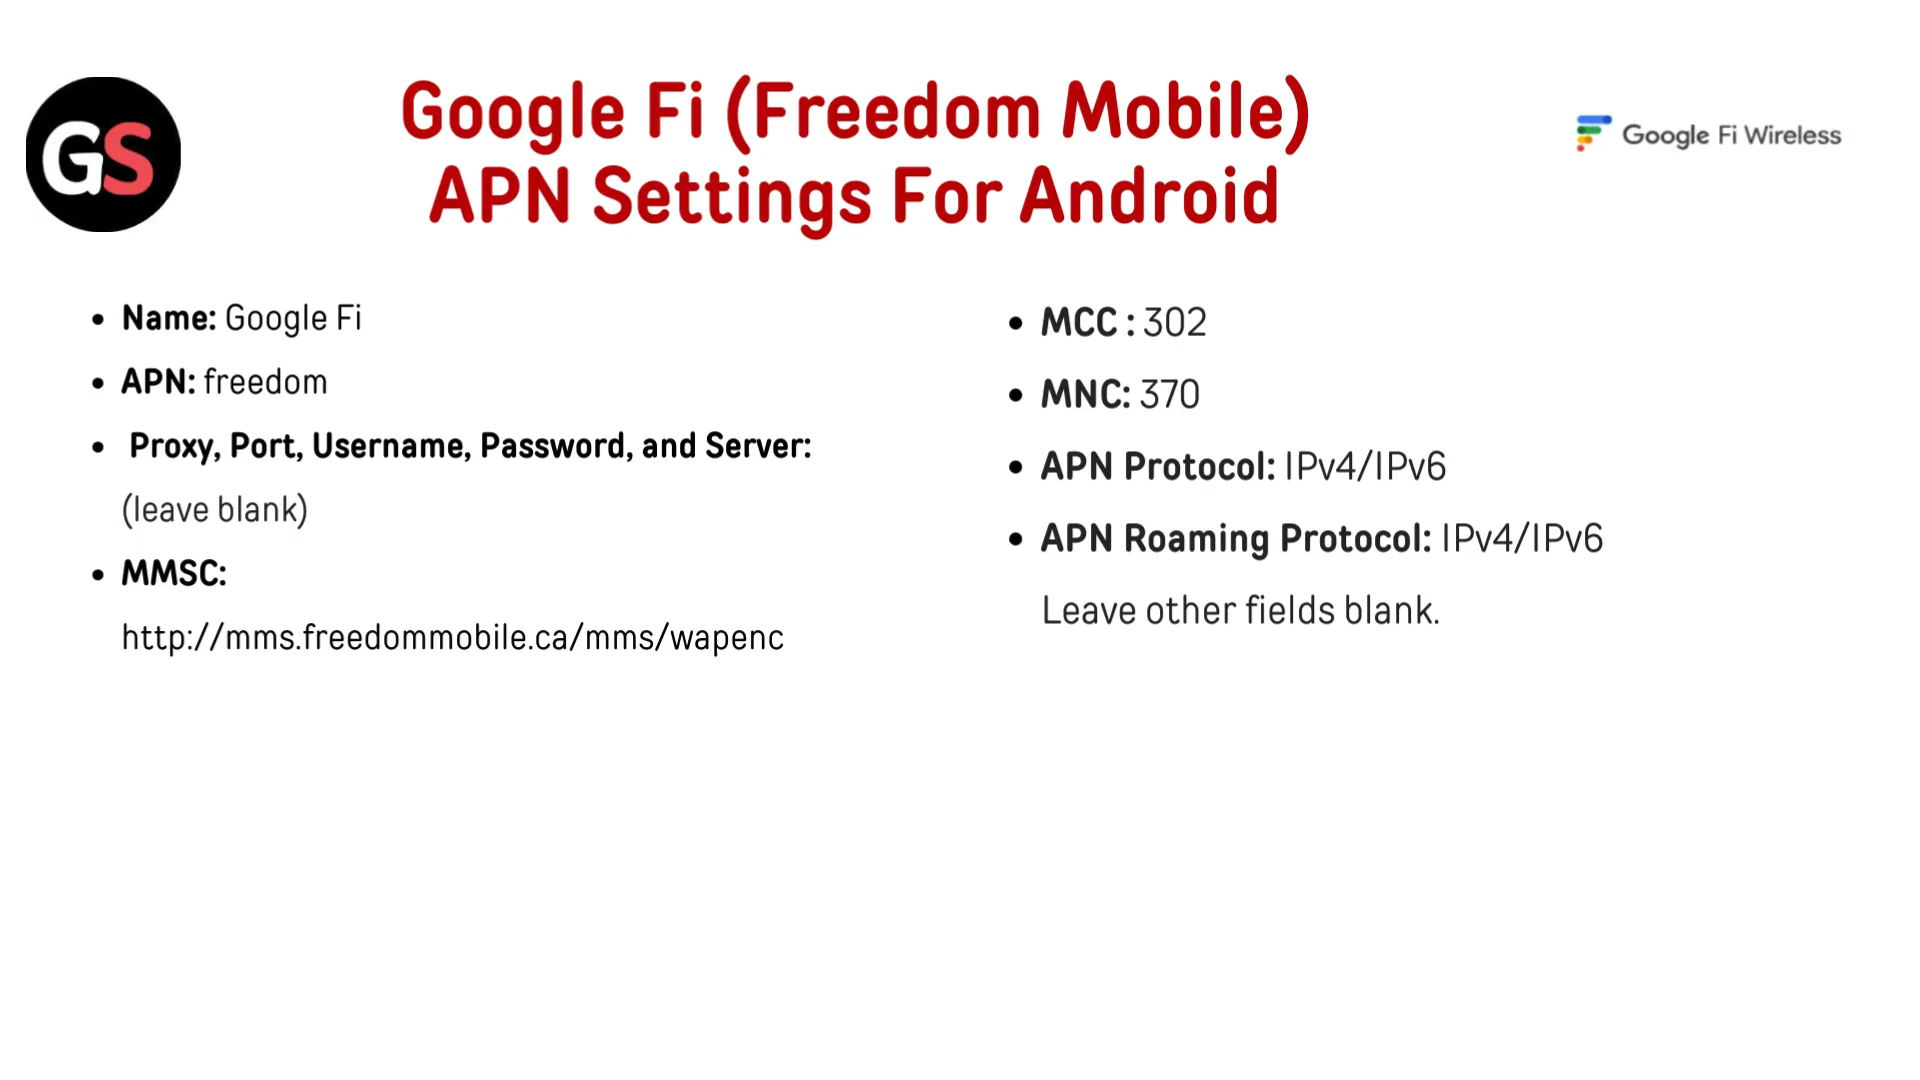 GS
Google Fi (Freedom Mobile)
APN Settings For Android
Google Fi Wireless
• Name: Google Fi
• APN: freedom
• Proxy, Port, Username, Password, and Server:
(leave blank)
• MMSC:
http://mms.freedommobile.ca/mms/wapenc
• MCC : 302
• MNC: 370
• APN Protocol: IPv4/IPv6
• APN Roaming Protocol: IPv4/IPv6
Leave other fields blank.